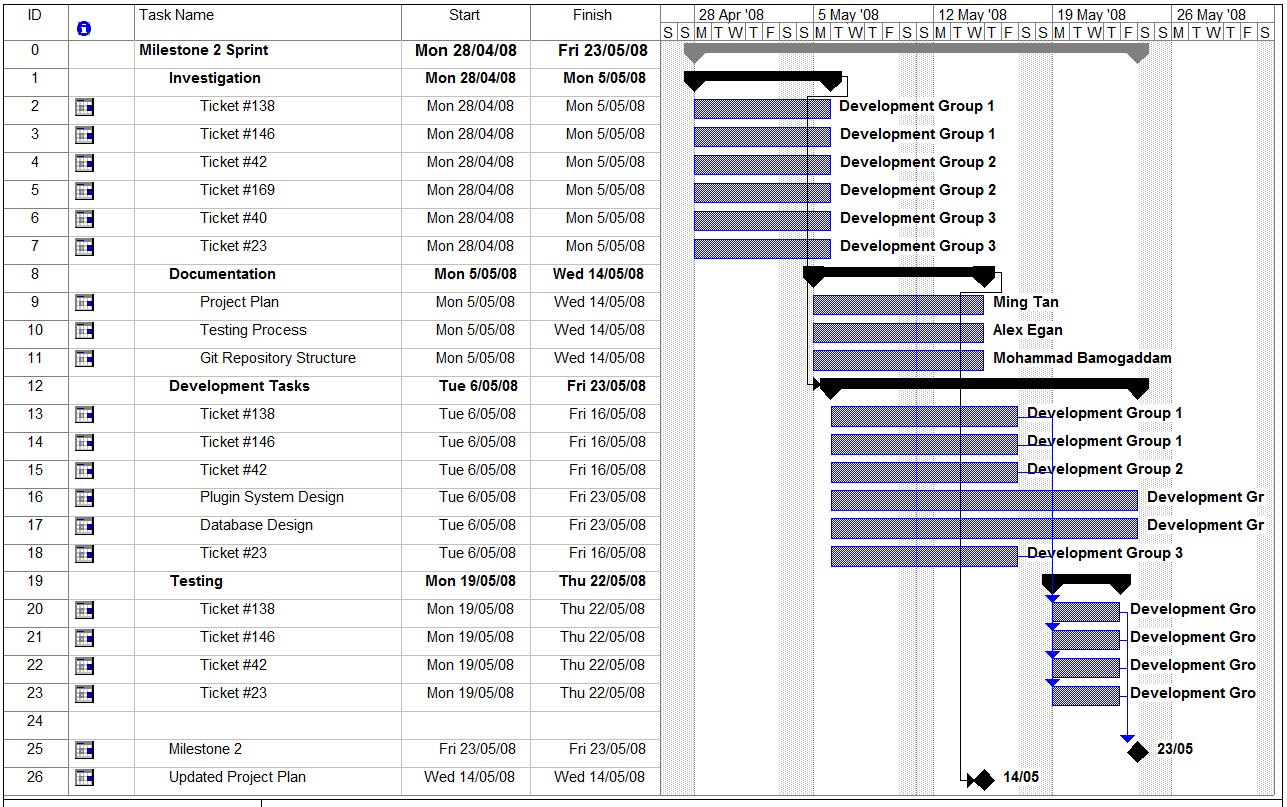 ID Task Name Start Finish 28 Apr '08 5 May '08 12 May '08 19 May '08 26 May '08
S S M T W T F S S M T W T F S S M T W T F S S M T W T F S S M T W T F S
0 Milestone 2 Sprint Mon 28/04/08 Fri 23/05/08
1 Investigation Mon 28/04/08 Mon 5/05/08
2 Ticket #138 Mon 28/04/08 Mon 5/05/08 Development Group 1
3 Ticket #146 Mon 28/04/08 Mon 5/05/08 Development Group 1
4 Ticket #42 Mon 28/04/08 Mon 5/05/08 Development Group 2
5 Ticket #169 Mon 28/04/08 Mon 5/05/08 Development Group 2
6 Ticket #40 Mon 28/04/08 Mon 5/05/08 Development Group 3
7 Ticket #23 Mon 28/04/08 Mon 5/05/08 Development Group 3
8 Documentation Mon 5/05/08 Wed 14/05/08
9 Project Plan Mon 5/05/08 Wed 14/05/08 Ming Tan
10 Testing Process Mon 5/05/08 Wed 14/05/08 Alex Egan
11 Git Repository Structure Mon 5/05/08 Wed 14/05/08 Mohammad Bamogaddam
12 Development Tasks Tue 6/05/08 Fri 23/05/08
13 Ticket #138 Tue 6/05/08 Fri 16/05/08 Development Group 1
14 Ticket #146 Tue 6/05/08 Fri 16/05/08 Development Group 1
15 Ticket #42 Tue 6/05/08 Fri 16/05/08 Development Group 2
16 Plugin System Design Tue 6/05/08 Fri 23/05/08 Development Gr
17 Database Design Tue 6/05/08 Fri 23/05/08 Development Gr
18 Ticket #23 Tue 6/05/08 Fri 16/05/08 Development Group 3
19 Testing Mon 19/05/08 Thu 22/05/08
20 Ticket #138 Mon 19/05/08 Thu 22/05/08 Development Gro
21 Ticket #146 Mon 19/05/08 Thu 22/05/08 Development Gro
22 Ticket #42 Mon 19/05/08 Thu 22/05/08 Development Gro
23 Ticket #23 Mon 19/05/08 Thu 22/05/08 Development Gro
24
25 Milestone 2 Fri 23/05/08 Fri 23/05/08 23/05
26 Updated Project Plan Wed 14/05/08 Wed 14/05/08 14/05